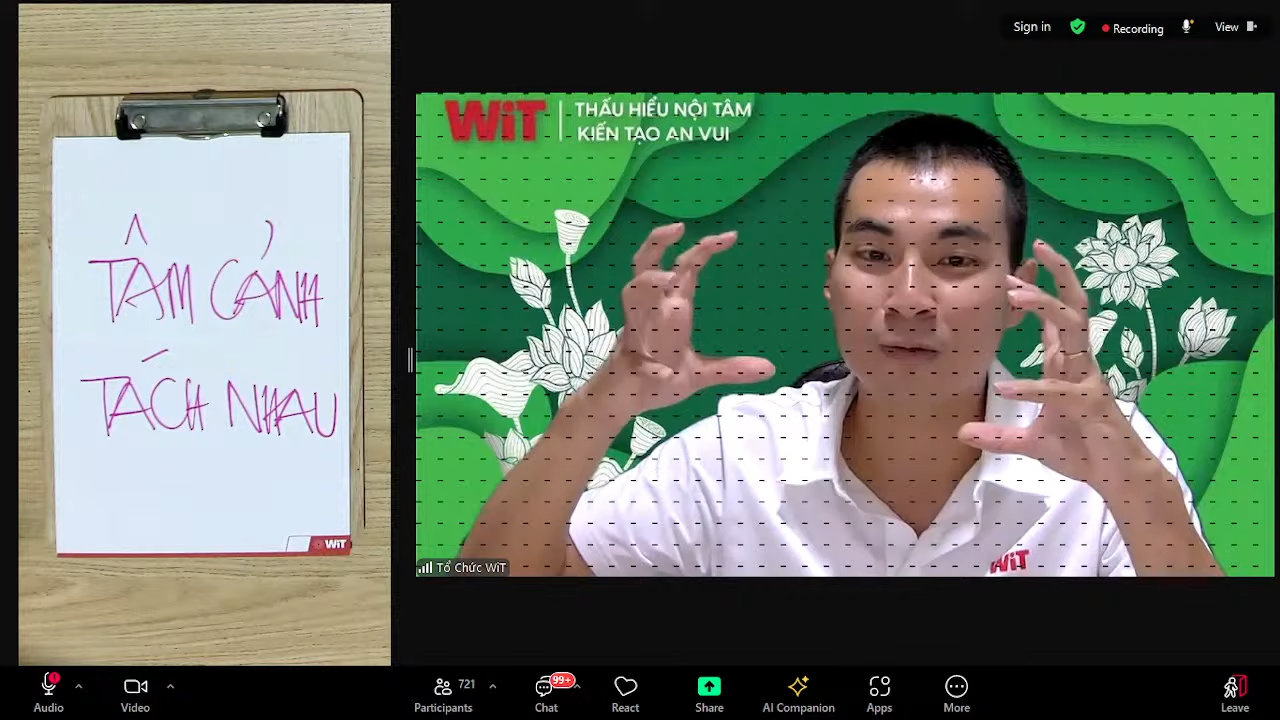 Sign in
Recording
View
WiT
THẤU HIỂU NỘI TÂM
KIẾN TẠO AN VUI
TÂM CẢNH
TÁCH NHAU
WiT
WiT
Tổ Chức WiT
Audio
Video
721
Participants
99+
Chat
React
Share
AI Companion
Apps
More
Leave